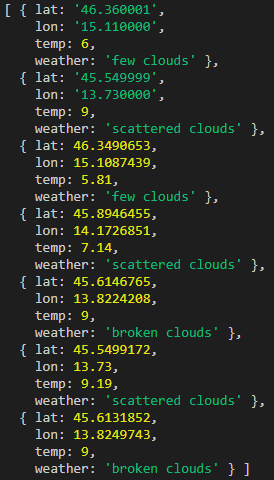 [ { lat: '46.360001',
lon: '15.110000',
temp: 6,
weather: 'few clouds' },
{ lat: '45.549999',
lon: '13.730000',
temp: 9,
weather: 'scattered clouds' },
{ lat: 46.3490653,
lon: 15.1087439,
temp: 5.81,
weather: 'few clouds' },
{ lat: 45.8946455,
lon: 14.1726851,
temp: 7.14,
weather: 'scattered clouds' },
{ lat: 45.6146765,
lon: 13.8224208,
temp: 9,
weather: 'broken clouds' },
{ lat: 45.5499172,
lon: 13.73,
temp: 9.19,
weather: 'scattered clouds' },
{ lat: 45.6131852,
lon: 13.8249743,
temp: 9,
weather: 'broken clouds' } ]